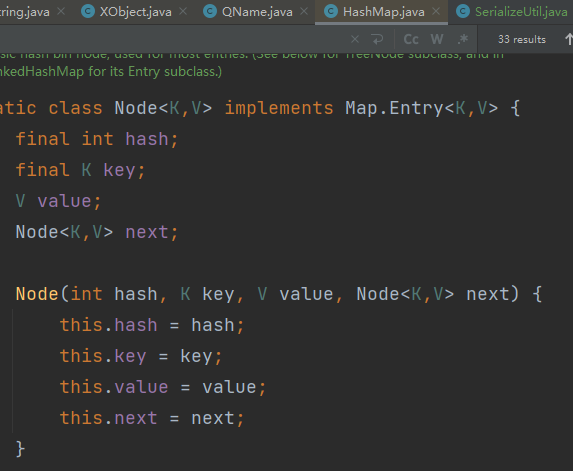 tring.java × XObject.java × QName.java × HashMap.java × SerializeUtil.java
× Cc W .* 33 results
sic hash bin node, used for most entries. (See below for TreeNode subclass, and in
nkedHashMap for its Entry subclass.)
atic class Node<K,V> implements Map.Entry<K,V> {
final int hash;
final K key;
V value;
Node<K,V> next;
Node(int hash, K key, V value, Node<K,V> next) {
this.hash = hash;
this.key = key;
this.value = value;
this.next = next;
}